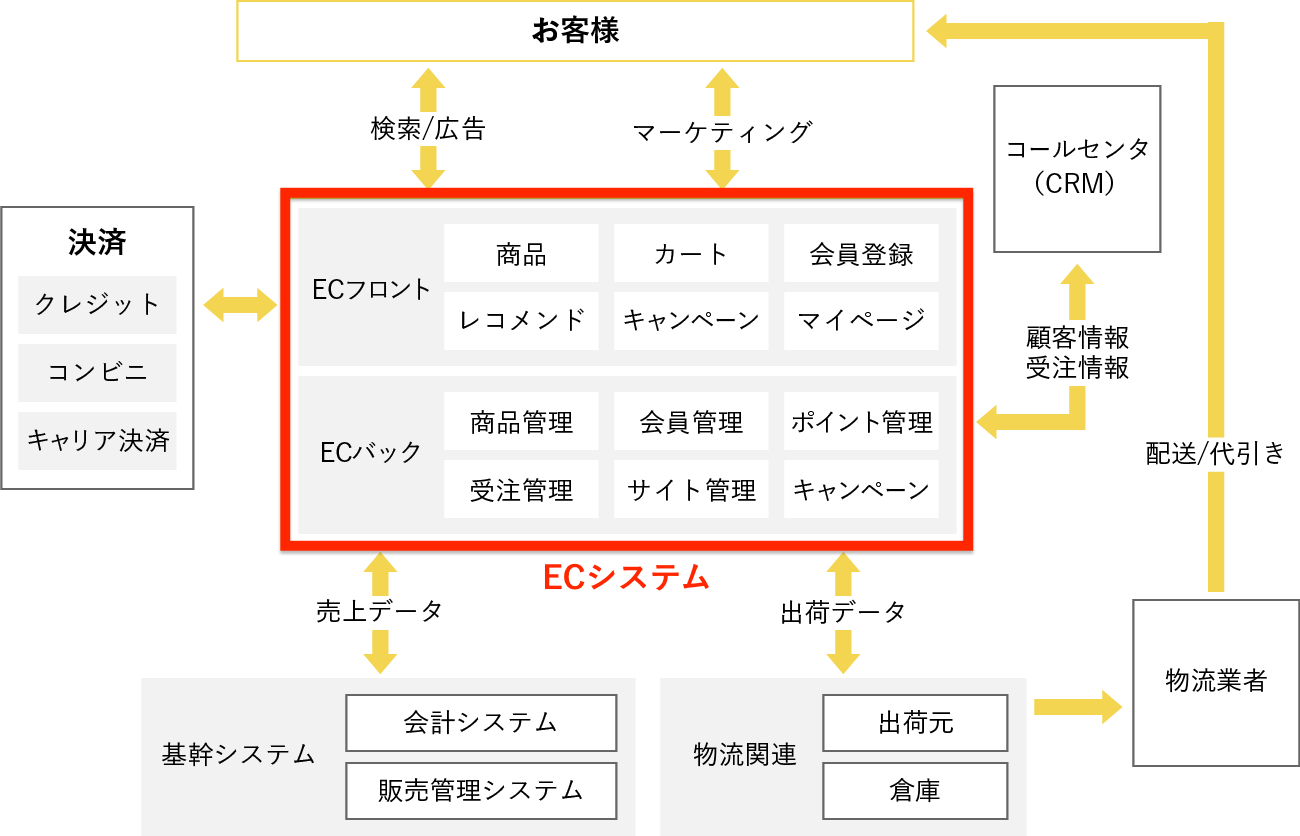 お客様
検索/広告
マーケティング
コールセンタ
（CRM）
決済
クレジット
コンビニ
キャリア決済
ECフロント
商品
カート
会員登録
レコメンド
キャンペーン
マイページ
ECバック
商品管理
会員管理
ポイント管理
受注管理
サイト管理
キャンペーン
顧客情報
受注情報
配送/代引き
ECシステム
売上データ
出荷データ
基幹システム
会計システム
販売管理システム
物流関連
出荷元
倉庫
物流業者